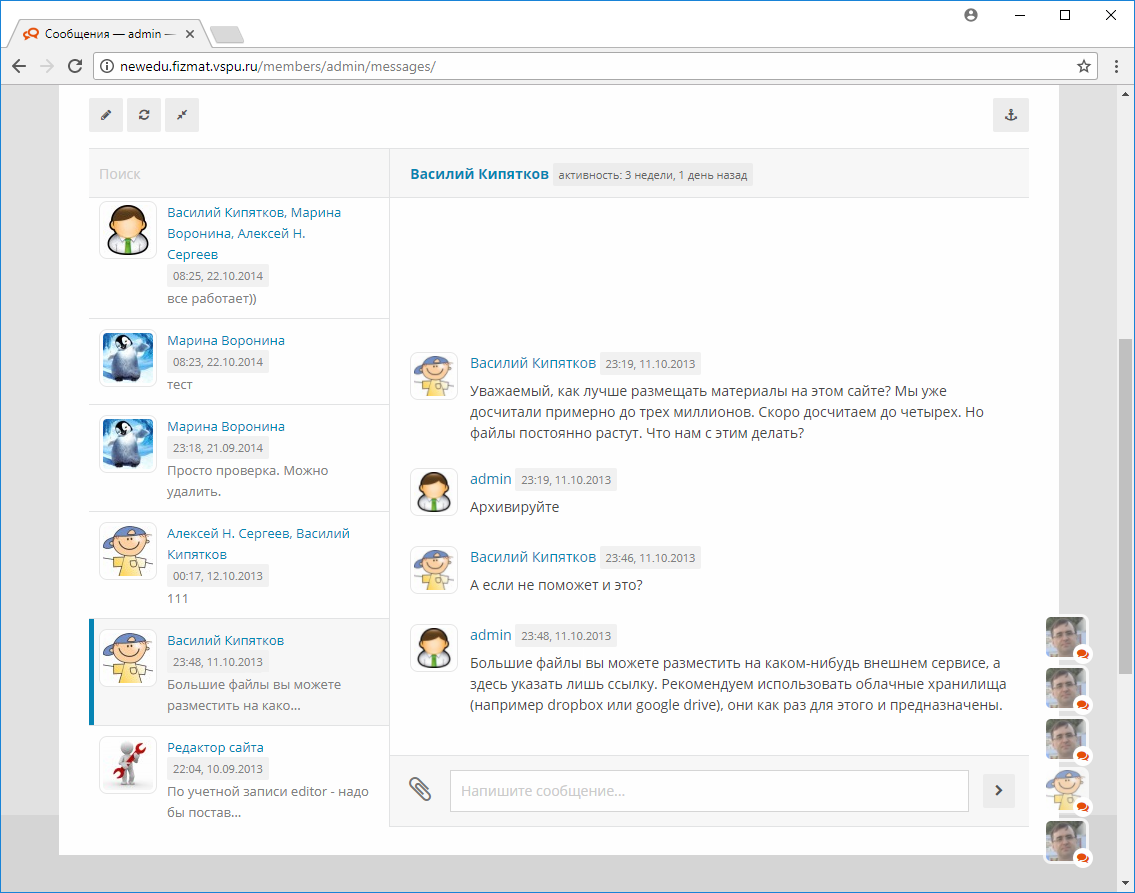 Сообщения — admin —
newedu.fizmat.vspu.ru/members/admin/messages/
Поиск
Василий Кипятков, Марина
Воронина, Алексей Н.
Сергеев
08:25, 22.10.2014
все работает))
Марина Воронина
08:23, 22.10.2014
тест
Марина Воронина
23:18, 21.09.2014
Просто проверка. Можно
удалить.
Алексей Н. Сергеев, Василий
Кипятков
00:17, 12.10.2013
111
Василий Кипятков
23:48, 11.10.2013
Большие файлы вы можете
разместить на како...
Редактор сайта
22:04, 10.09.2013
По учетной записи editor - надо
бы постав...
Василий Кипятков активность: 3 недели, 1 день назад
Василий Кипятков 23:19, 11.10.2013
Уважаемый, как лучше размещать материалы на этом сайте? Мы уже
досчитали примерно до трех миллионов. Скоро досчитаем до четырех. Но
файлы постоянно растут. Что нам с этим делать?
admin 23:19, 11.10.2013
Архивируйте
Василий Кипятков 23:46, 11.10.2013
А если не поможет и это?
admin 23:48, 11.10.2013
Большие файлы вы можете разместить на каком-нибудь внешнем сервисе, а
здесь указать лишь ссылку. Рекомендуем использовать облачные хранилища
(например dropbox или google drive), они как раз для этого и предназначены.
Напишите сообщение...